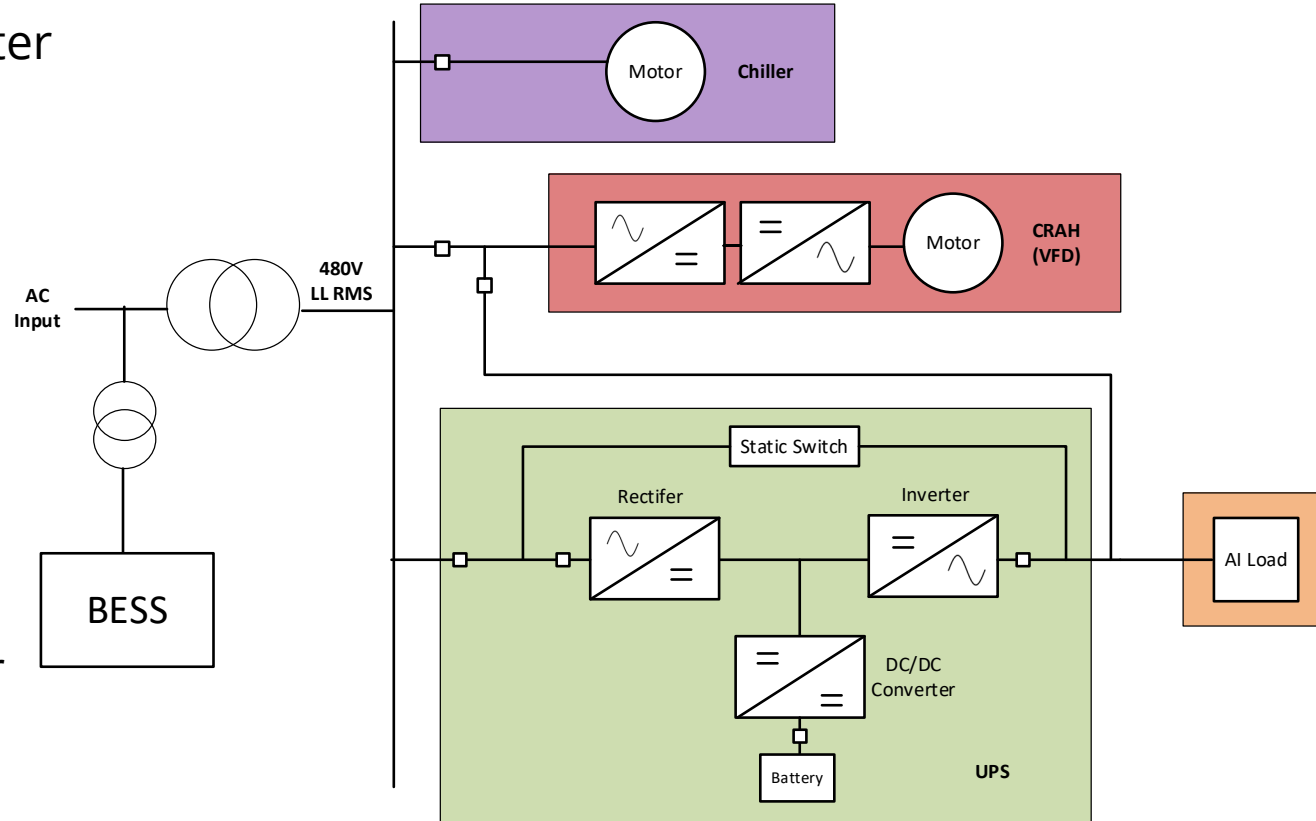 ter
Motor
Chiller
Motor
CRAH
(VFD)
480V
LL RMS
AC
Input
Static Switch
Rectifer
Inverter
AI Load
BESS
DC/DC
Converter
Battery
UPS